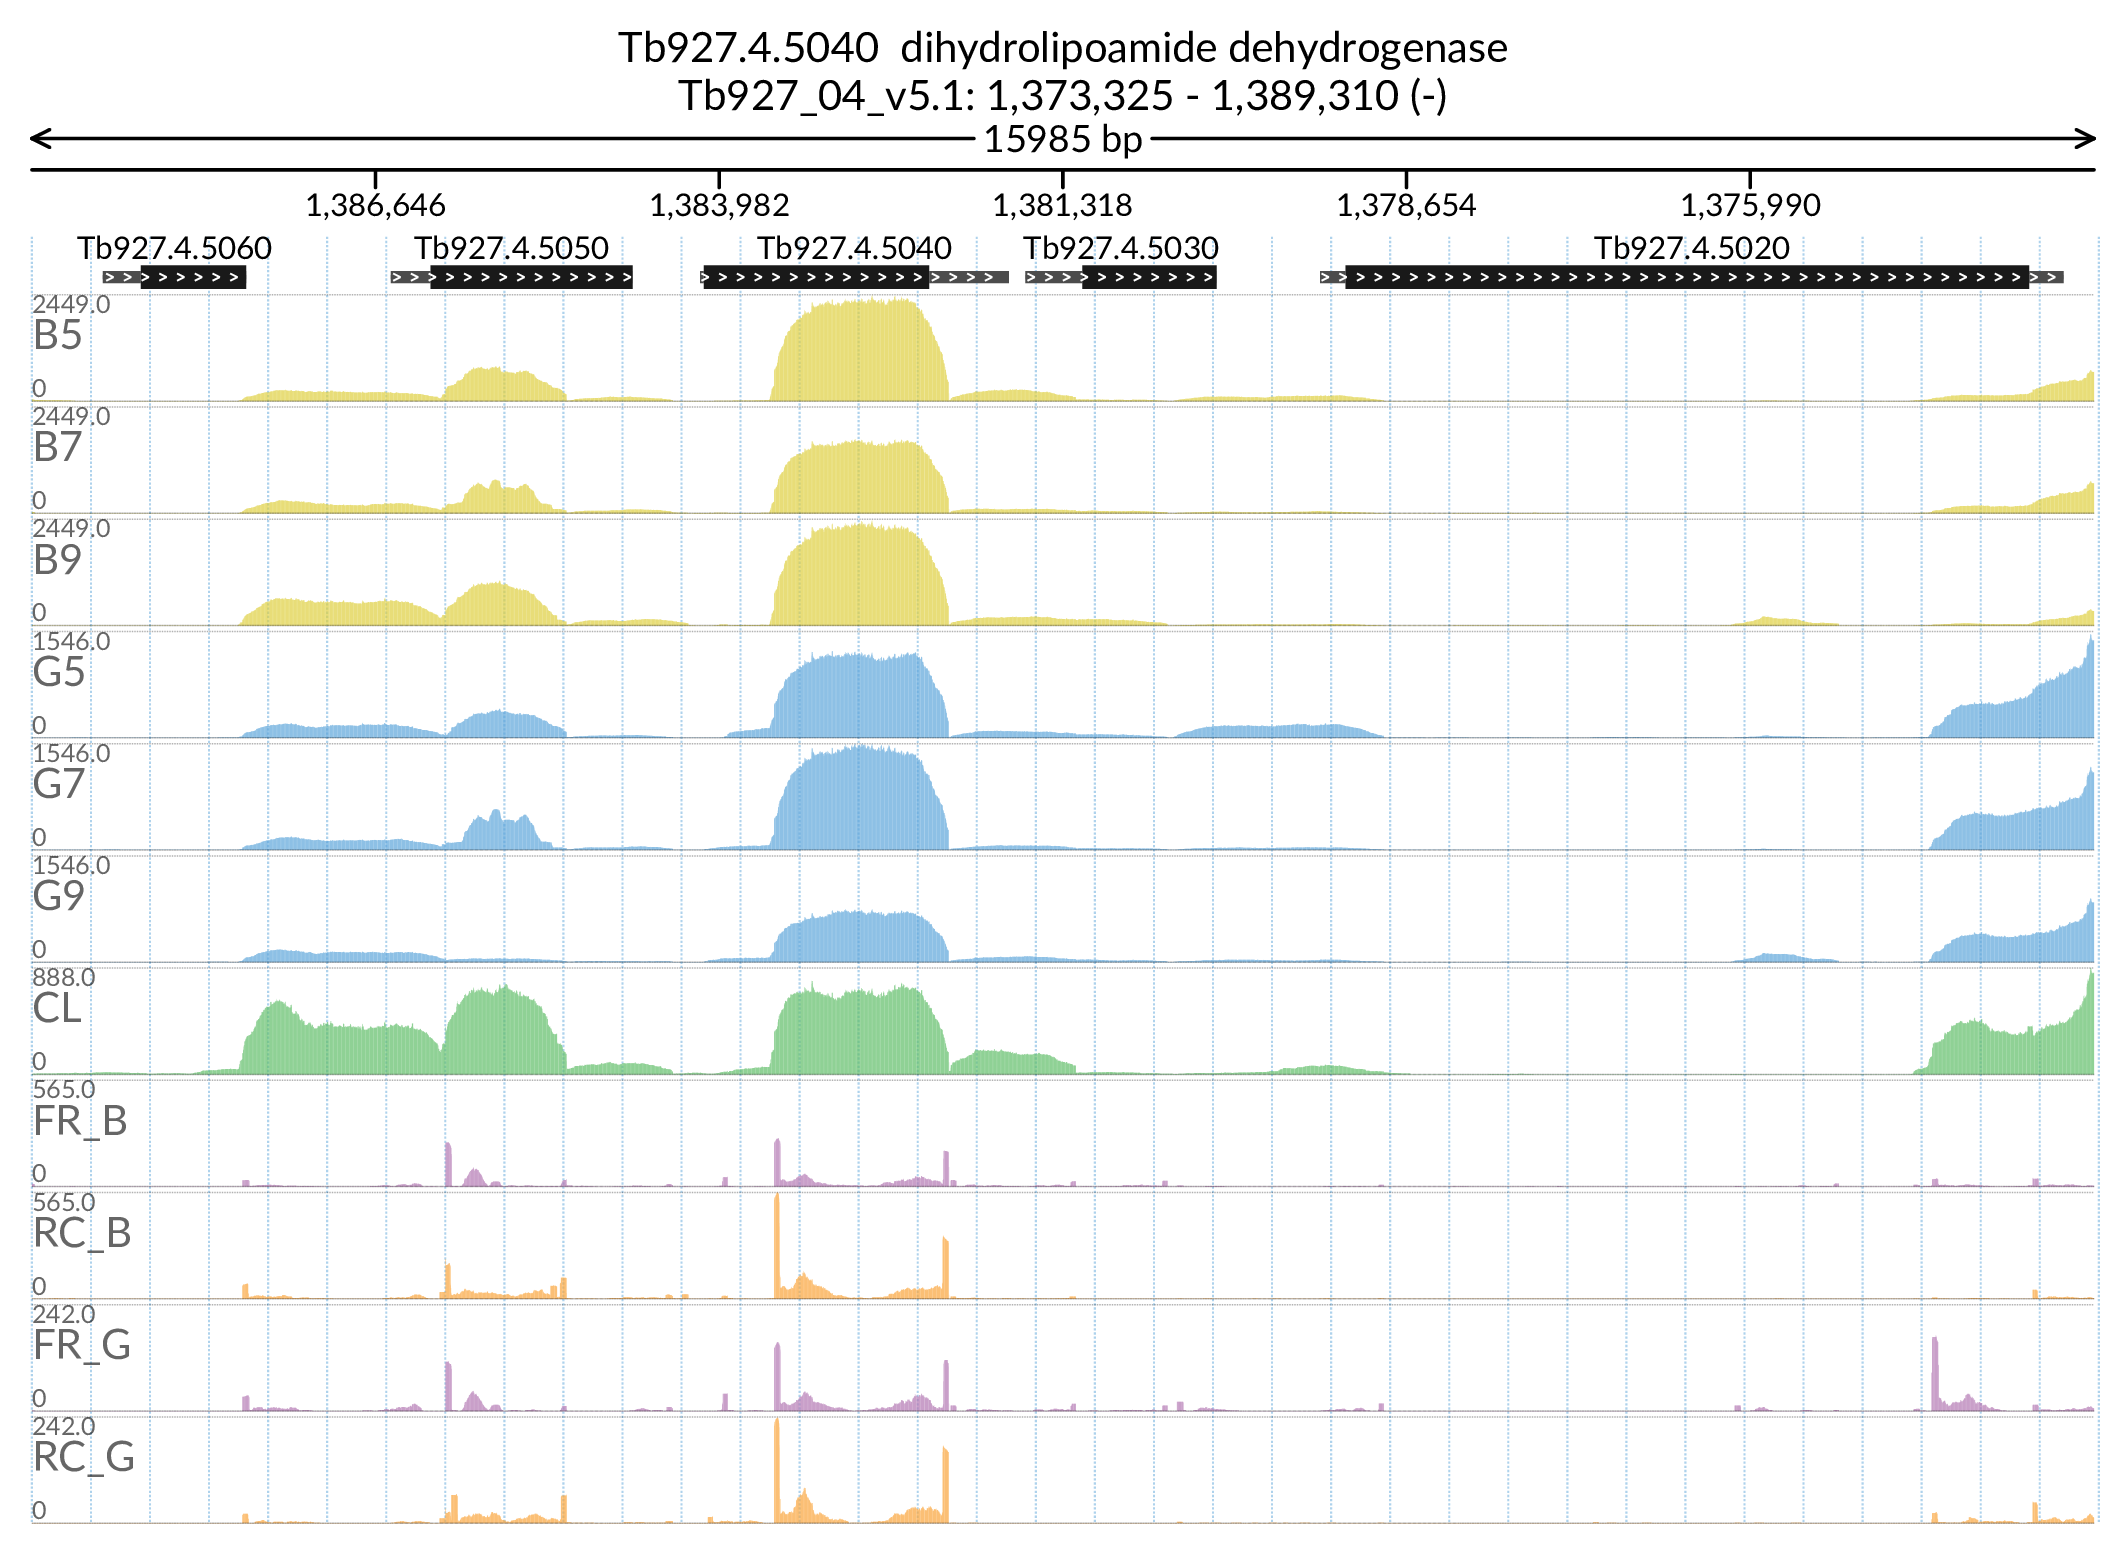 Tb927.4.5040 dihydrolipoamide dehydrogenase
Tb927_04_v5.1: 1,373,325 - 1,389,310 (-)
15985 bp
1,386,646 1,383,982 1,381,318 1,378,654 1,375,990
Tb927.4.5060 Tb927.4.5050 Tb927.4.5040 Tb927.4.5030 Tb927.4.5020
2449.0
B5
0
2449.0
B7
0
2449.0
B9
0
1546.0
G5
0
1546.0
G7
0
1546.0
G9
0
888.0
CL
0
565.0
FR_B
0
565.0
RC_B
0
242.0
FR_G
0
242.0
RC_G
0